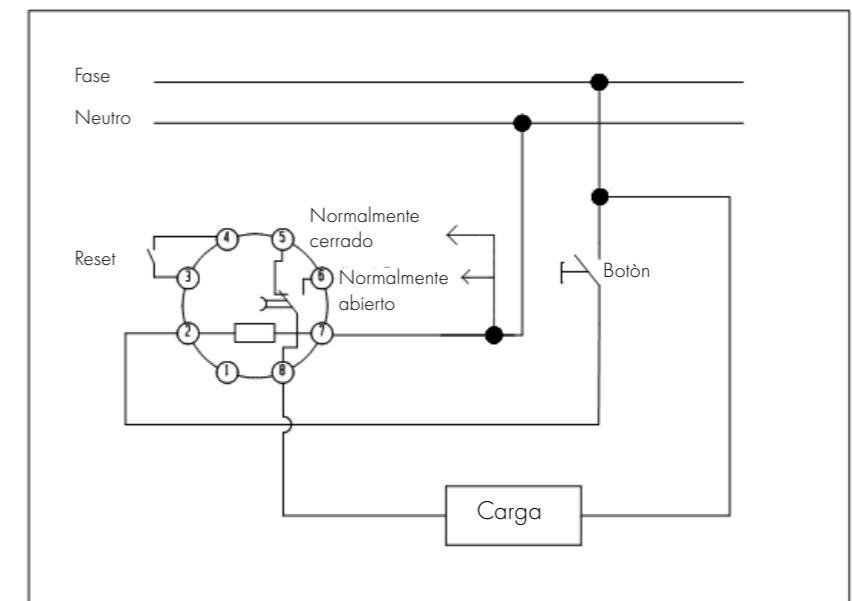 Fase
Neutro
Normalmente
cerrado
Reset
4
5
3
6
Normalmente
abierto
Botòn
2
7
1
8
Carga